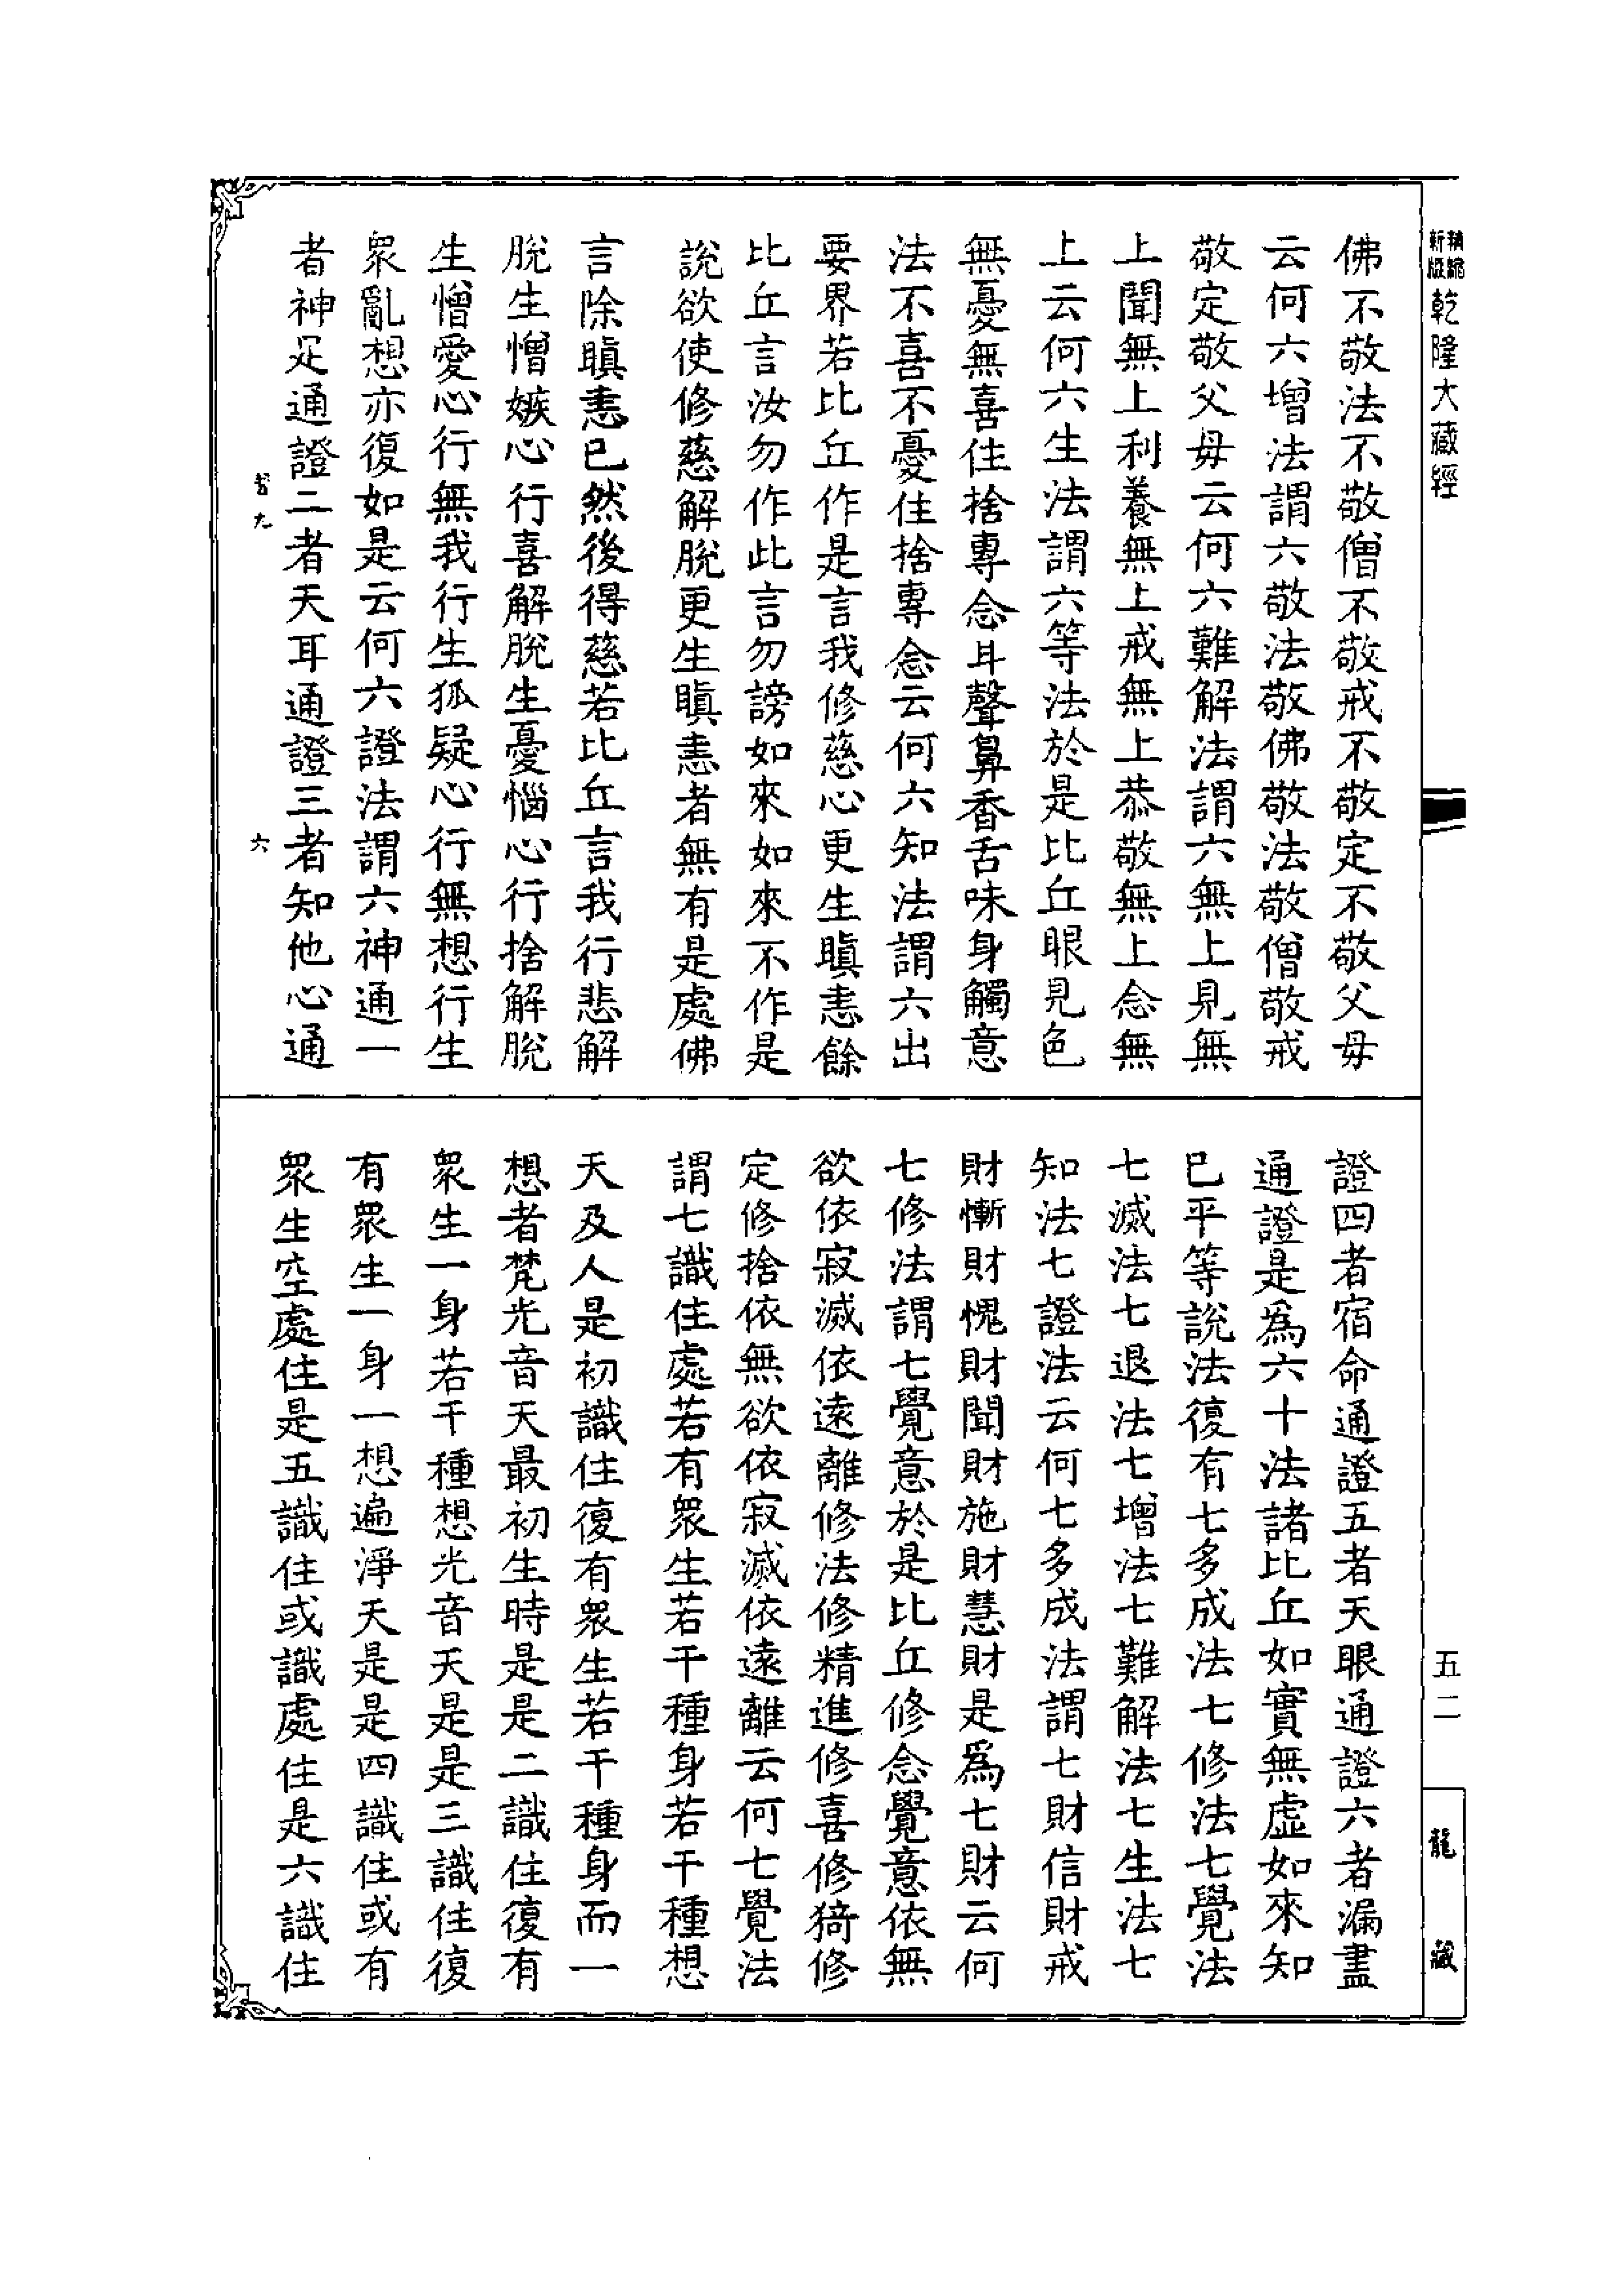 精縮新版乾隆大藏經
佛不敬法不敬僧不敬戒不敬定不敬父毋
云何六增法謂六敬法敬佛敬法敬僧敬戒
敬定敬父毋云何六難解法謂六無上見無
上聞無上利養無上戒無上恭敬無上念無
上云何六生法謂六等法於是比丘眼見色
無憂無喜住捨專念耳聲鼻香舌味身觸意
法不喜不憂住捨專念云何六知法謂六出
要界若比丘作是言我修慈心更生瞋恚餘
比丘言汝勿作此言勿謗如來如來不作是
說欲使修慈解脫更生瞋恚者無有是處佛
言除瞋恚已然後得慈若比丘言我行悲解
脫生憎嫉心行喜解脫生憂惱心行捨解脫
生憎愛心行無我行生狐疑心行無想行生
眾亂想亦復如是云何六證法謂六神通一
者神足通證二者天耳通證三者知他心通
六
證四者宿命通證五者天眼通證六者漏盡
通證是爲六十法諸比丘如實無虛如來知
已平等說法復有七多成法七修法七覺法
七滅法七退法七增法七難解法七生法七
知法七證法云何七多成法謂七財信財戒
財慚財愧財聞財施財慧財是爲七財云何
七修法謂七覺意於是比丘修念覺意依無
欲依寂滅依遠離修法修精進修喜修猗修
定修捨依無欲依寂滅依遠離云何七覺法
謂七識住處若有眾生若干種身若干種想
天及人是初識住復有眾生若干種身而一
想者梵光音天最初生時是是二識住復有
眾生一身若干種想光音天是是三識住復
有眾生一身一想遍淨天是是四識住或有
眾生空處住是五識住或識處住是六識住
五二
龍藏